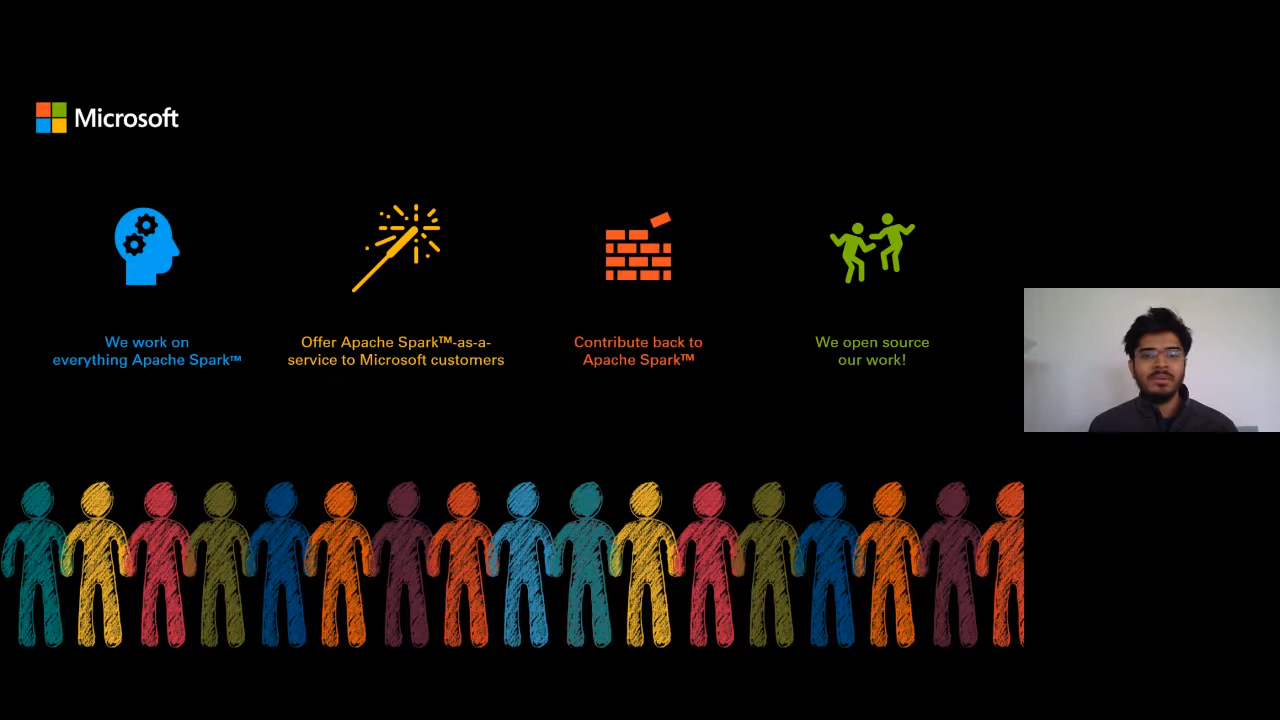 Microsoft
We work on
everything Apache Spark™
Offer Apache Spark™-as-a-
service to Microsoft customers
Contribute back to
Apache Spark™
We open source
our work!